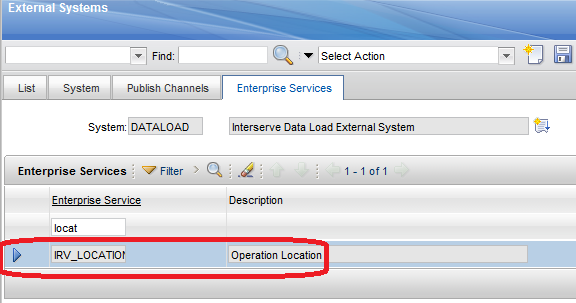 External Systems
Find: Select Action
List System Publish Channels Enterprise Services
System: DATALOAD Interserve Data Load External System
Enterprise Services Filter 1 - 1 of 1
Enterprise Service Description
locat
IRV_LOCATION Operation Location